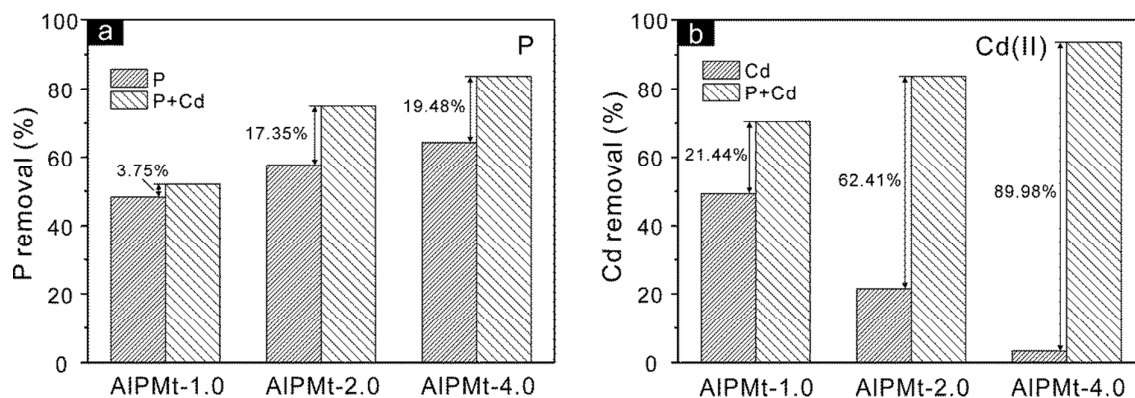 a
P
P
P+Cd
3.75%
17.35%
19.48%
P removal (%)
100
80
60
40
20
0
AlPMt-1.0 AlPMt-2.0 AlPMt-4.0
b
Cd(II)
Cd
P+Cd
21.44%
62.41%
89.98%
Cd removal (%)
100
80
60
40
20
0
AlPMt-1.0 AlPMt-2.0 AlPMt-4.0